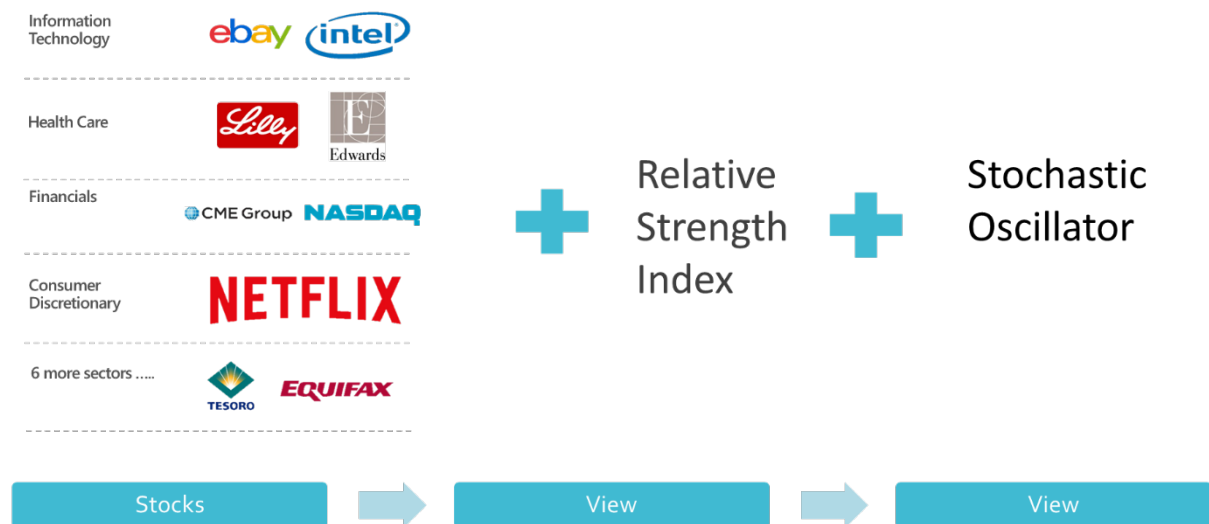 Information
Technology
ebay
intel
Health Care
Lilly
E
Edwards
Financials
CME Group
NASDAQ
Consumer
Discretionary
NETFLIX
6 more sectors .....
TESORO
EQUIFAX
Relative
Strength
Index
Stochastic
Oscillator
Stocks
View
View